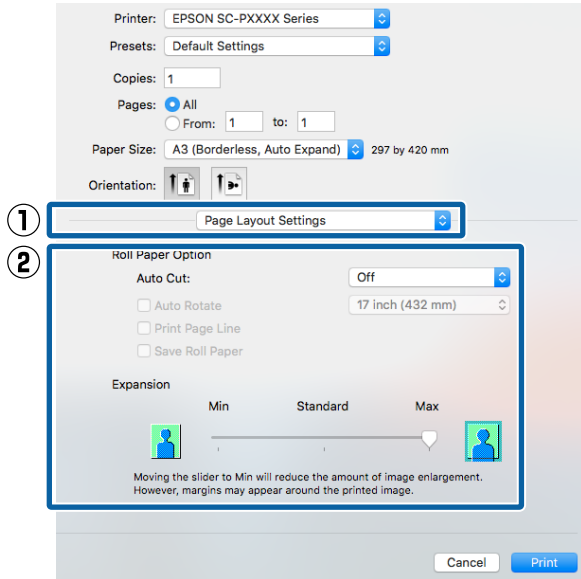 Printer: EPSON SC-PXXXX Series
Presets: Default Settings
Copies: 1
Pages: All
From: 1 to: 1
Paper Size: A3 (Borderless, Auto Expand) 297 by 420 mm
Orientation:
1 Page Layout Settings
2
Roll Paper Option
Auto Cut: Off
Auto Rotate 17 inch (432 mm)
Print Page Line
Save Roll Paper
Expansion
Min Standard Max
Moving the slider to Min will reduce the amount of image enlargement.
However, margins may appear around the printed image.
Cancel Print